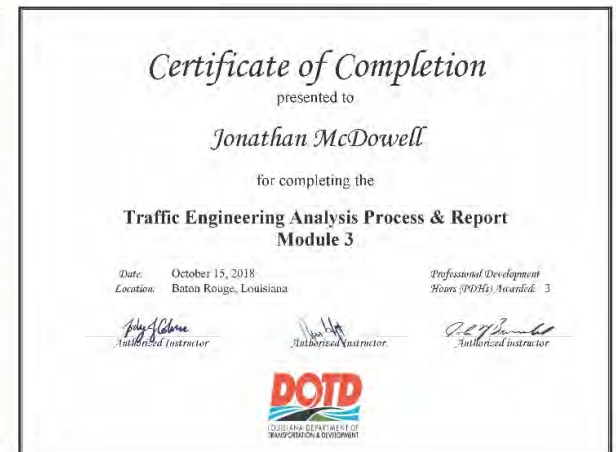 Certificate of Completion
presented to
Jonathan McDowell
for completing the
Traffic Engineering Analysis Process & Report
Module 3
Date: October 15, 2018
Location: Baton Rouge, Louisiana
Professional Development
Hours (PDHs) Awarded: 3
Authorized Instructor
Authorized Instructor
Authorized instructor
DOTD
LOUISIANA DEPARTMENT OF
TRANSPORTATION & DEVELOPMENT